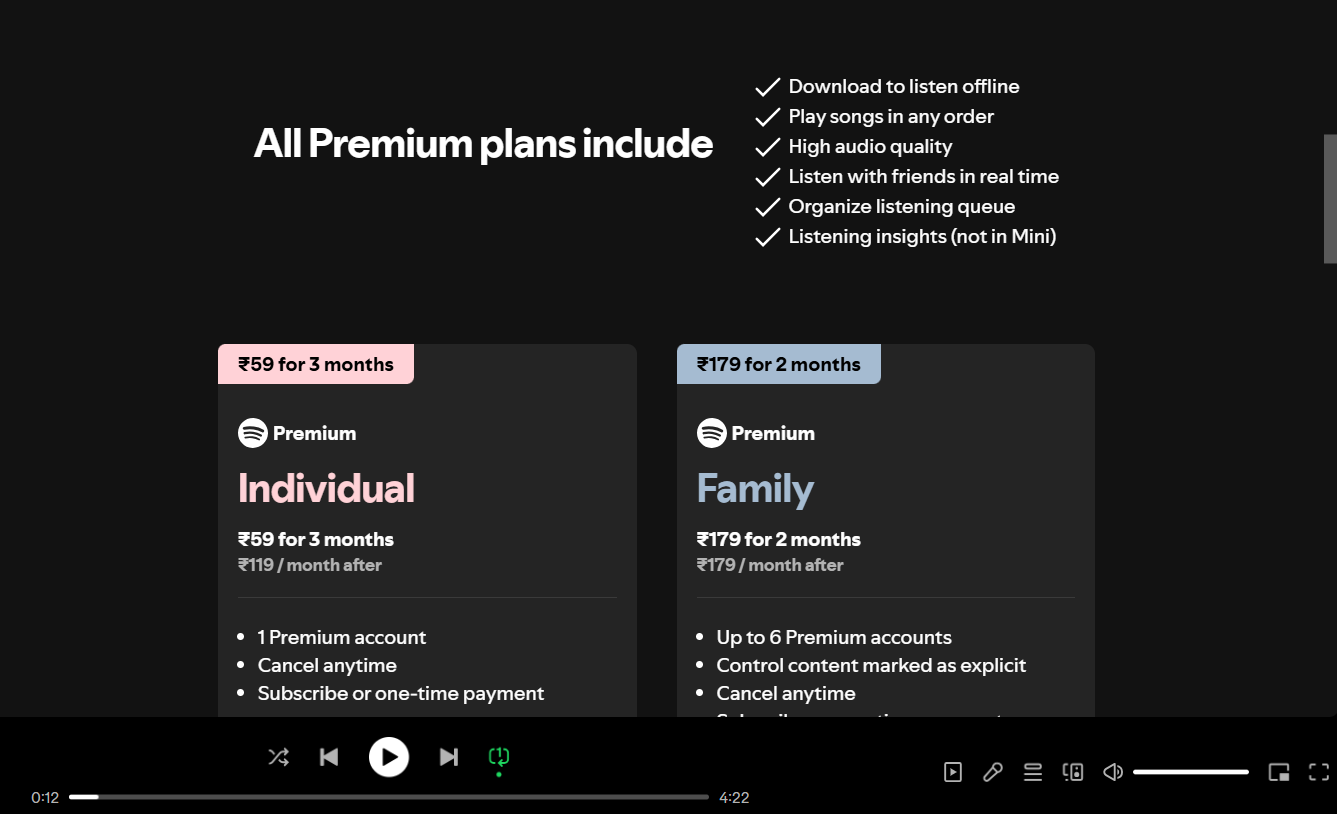 All Premium plans include
Download to listen offline
Play songs in any order
High audio quality
Listen with friends in real time
Organize listening queue
Listening insights (not in Mini)
₹59 for 3 months
Premium
Individual
₹59 for 3 months
₹119 / month after
1 Premium account
Cancel anytime
Subscribe or one-time payment
₹179 for 2 months
Premium
Family
₹179 for 2 months
₹179 / month after
Up to 6 Premium accounts
Control content marked as explicit
Cancel anytime
1
0:12
4:22